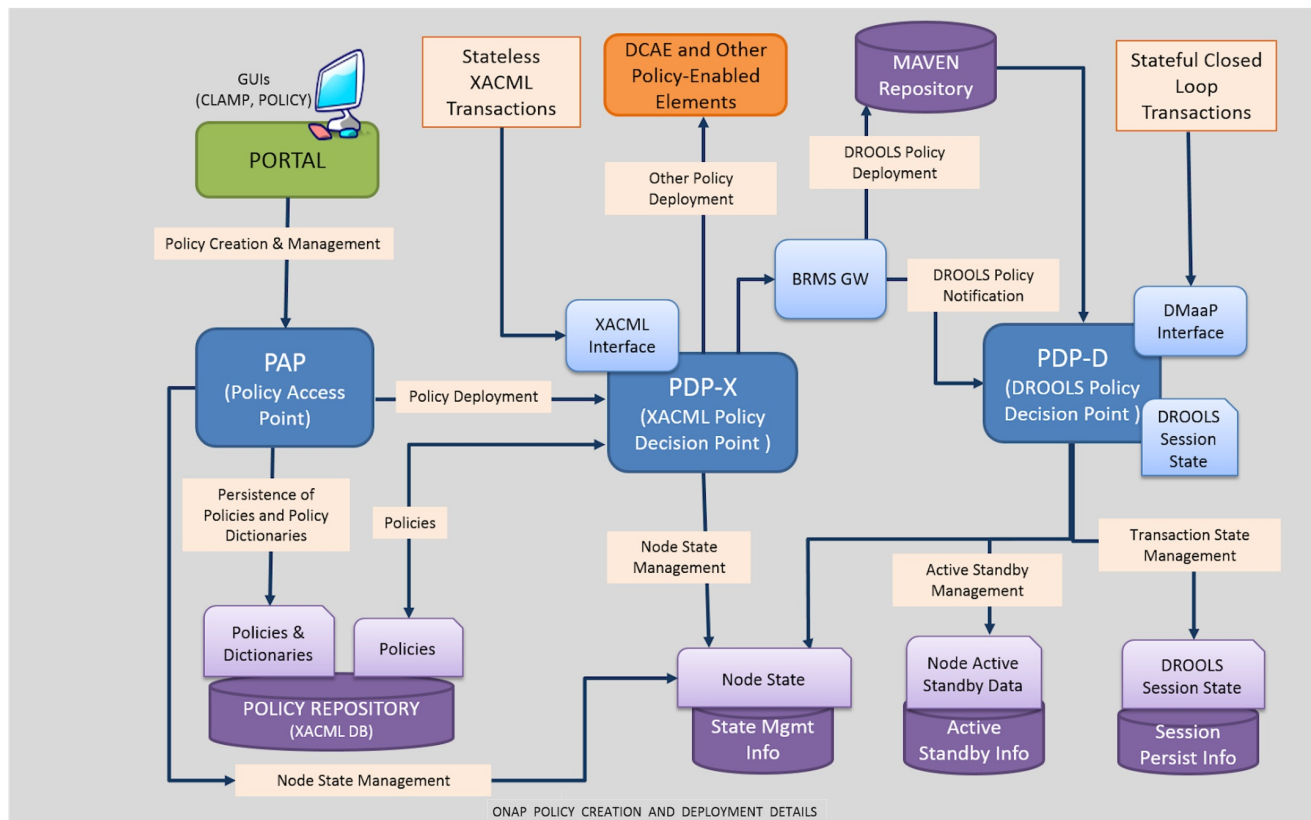 GUIs
(CLAMP, POLICY)
PORTAL
Stateless
XACML
Transactions
DCAE and Other
Policy-Enabled
Elements
MAVEN
Repository
Stateful Closed
Loop
Transactions
Other Policy
Deployment
DROOLS Policy
Deployment
Policy Creation & Management
BRMS GW
DROOLS Policy
Notification
XACML
Interface
DMaaP
Interface
PAP
(Policy Access
Point)
Policy Deployment
PDP-X
(XACML Policy
Decision Point )
PDP-D
(DROOLS Policy
Decision Point )
DROOLS
Session
State
Persistence of
Policies and Policy
Dictionaries
Policies
Node State
Management
Active Standby
Management
Transaction State
Management
Policies &
Dictionaries
Policies
POLICY REPOSITORY
(XACML DB)
Node State
State Mgmt
Info
Node Active
Standby Data
Active
Standby Info
DROOLS
Session State
Session
Persist Info
Node State Management
ONAP POLICY CREATION AND DEPLOYMENT DETAILS